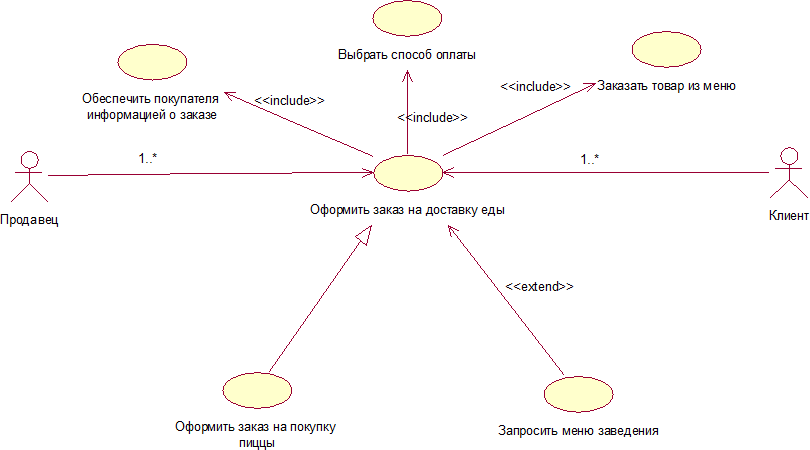 Выбрать способ оплаты
Заказать товар из меню
<<include>>
Обеспечить покупателя
информацией о заказе
<<include>>
<<include>>
1..*
1..*
Продавец
Оформить заказ на доставку еды
Клиент
<<extend>>
Оформить заказ на покупку
пиццы
Запросить меню заведения